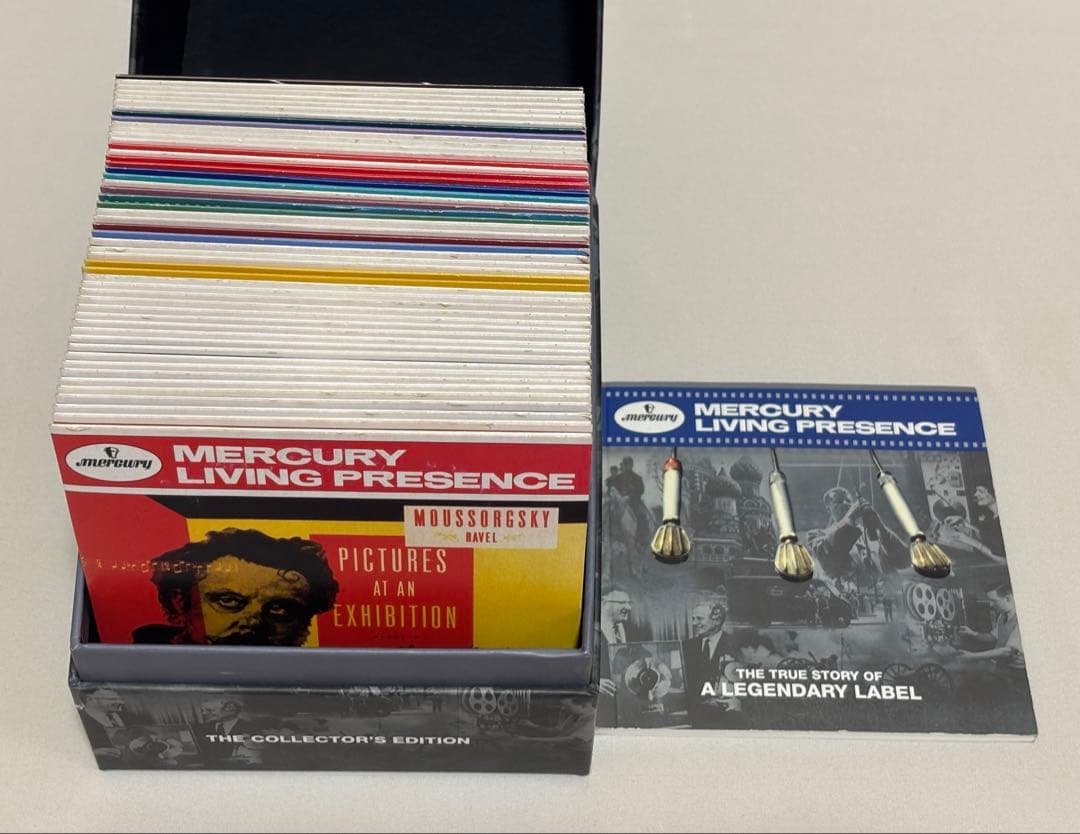 mercury
MERCURY
LIVING PRESENCE
MOUSSORGSKY
RAVEL
PICTURES
AT AN
EXHIBITION
THE COLLECTOR'S EDITION
mercury
MERCURY
LIVING PRESENCE
THE TRUE STORY OF
A LEGENDARY LABEL